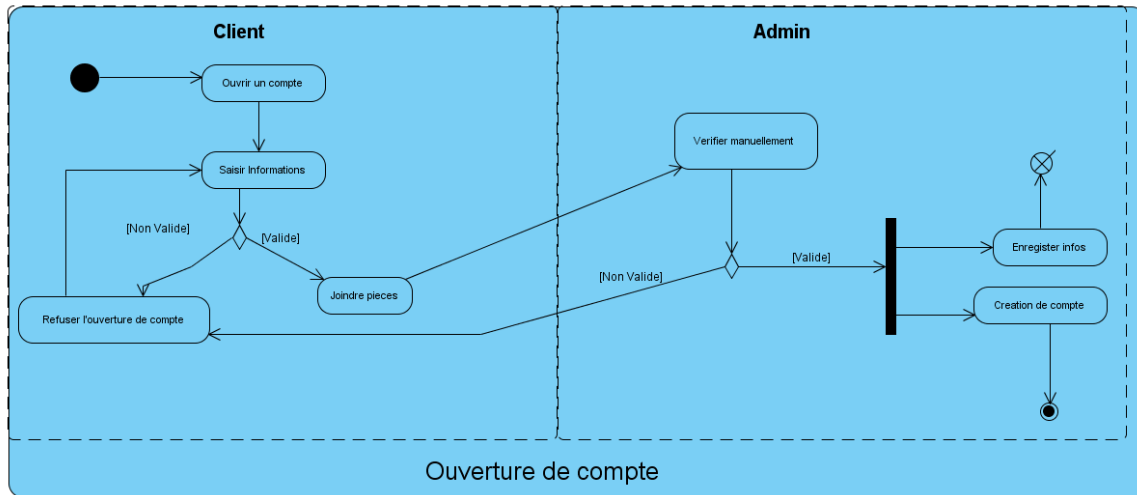 Client
Admin
Ouvrir un compte
Verifier manuellement
Saisir Informations
[Non Valide]
[Valide]
Enregister infos
[Valide]
[Non Valide]
Joindre pieces
Refuser l'ouverture de compte
Creation de compte
Ouverture de compte